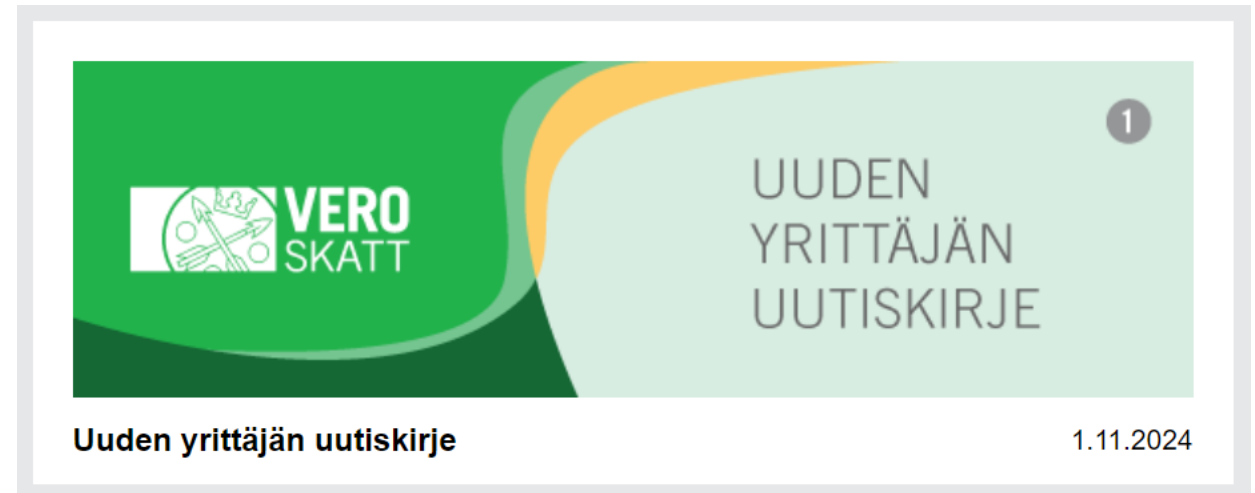 VERO
SKATT
1
UUDEN
YRITTÄJÄN
UUTISKIRJE
Uuden yrittäjän uutiskirje
1.11.2024